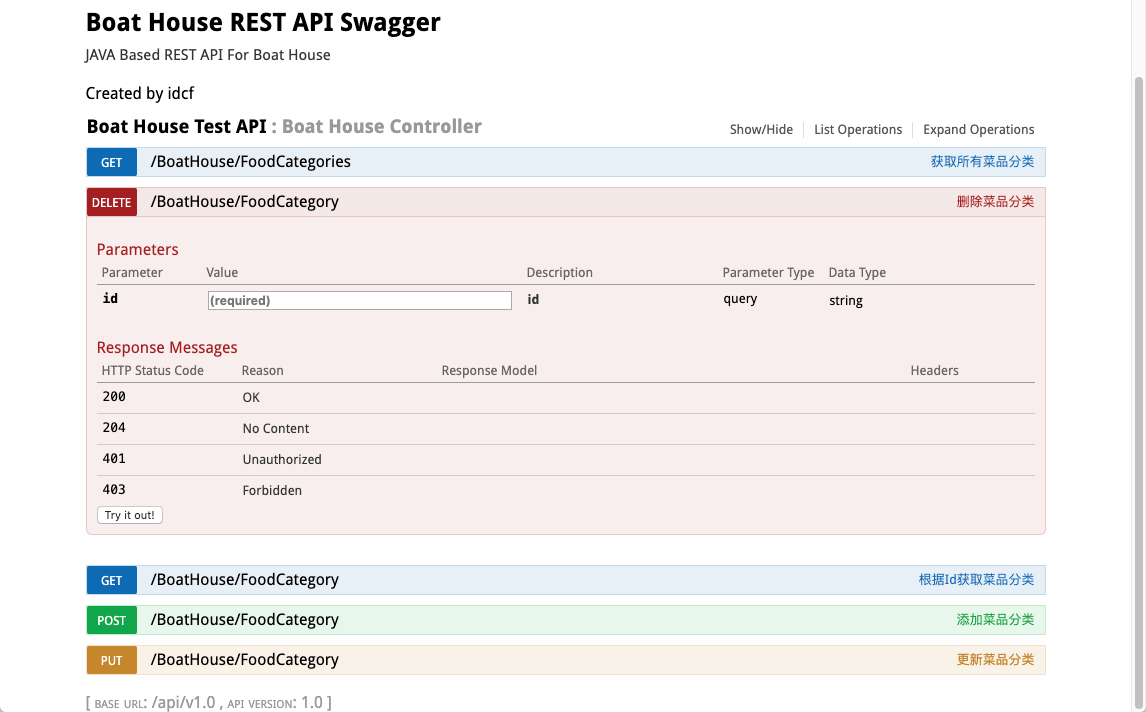 Boat House REST API Swagger
JAVA Based REST API For Boat House
Created by idcf
Boat House Test API : Boat House Controller Show/Hide List Operations Expand Operations
GET /BoatHouse/FoodCategories 获取所有菜品分类
DELETE /BoatHouse/FoodCategory 删除菜品分类
Parameters
Parameter Value Description Parameter Type Data Type
id (required) id query string
Response Messages
HTTP Status Code Reason Response Model Headers
200 OK
204 No Content
401 Unauthorized
403 Forbidden
Try it out!
GET /BoatHouse/FoodCategory 根据Id获取菜品分类
POST /BoatHouse/FoodCategory 添加菜品分类
PUT /BoatHouse/FoodCategory 更新菜品分类
[ BASE URL: /api/v1.0 , API VERSION: 1.0 ]